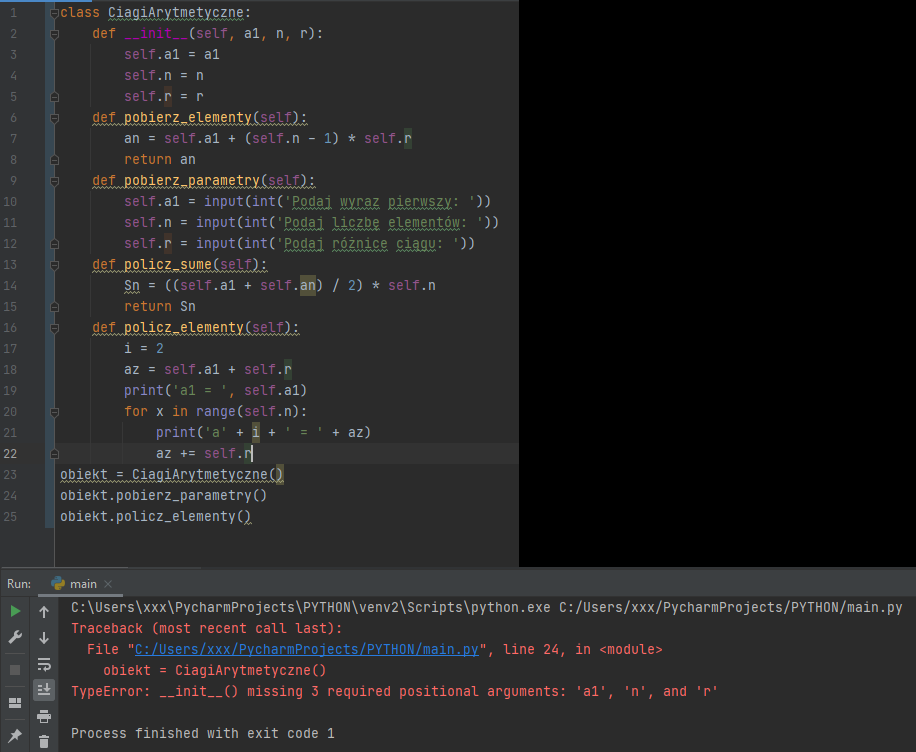 1 class CiagiArytmetyczne:
2 def __init__(self, a1, n, r):
3 self.a1 = a1
4 self.n = n
5 self.r = r
6 def pobierz_elementy(self):
7 an = self.a1 + (self.n - 1) * self.r
8 return an
9 def pobierz_parametry(self):
10 self.a1 = input(int('Podaj wyraz pierwszy: '))
11 self.n = input(int('Podaj liczbę elementów: '))
12 self.r = input(int('Podaj różnice ciągu: '))
13 def policz_sume(self):
14 Sn = ((self.a1 + self.an) / 2) * self.n
15 return Sn
16 def policz_elementy(self):
17 i = 2
18 az = self.a1 + self.r
19 print('a1 = ', self.a1)
20 for x in range(self.n):
21 print('a' + i + ' = ' + az)
22 az += self.r
23 obiekt = CiagiArytmetyczne()
24 obiekt.pobierz_parametry()
25 obiekt.policz_elementy()
Run: main
C:\Users\xxx\PycharmProjects\PYTHON\venv2\Scripts\python.exe C:/Users/xxx/PycharmProjects/PYTHON/main.py
Traceback (most recent call last):
File "C:/Users/xxx/PycharmProjects/PYTHON/main.py", line 24, in <module>
obiekt = CiagiArytmetyczne()
TypeError: __init__() missing 3 required positional arguments: 'a1', 'n', and 'r'
Process finished with exit code 1